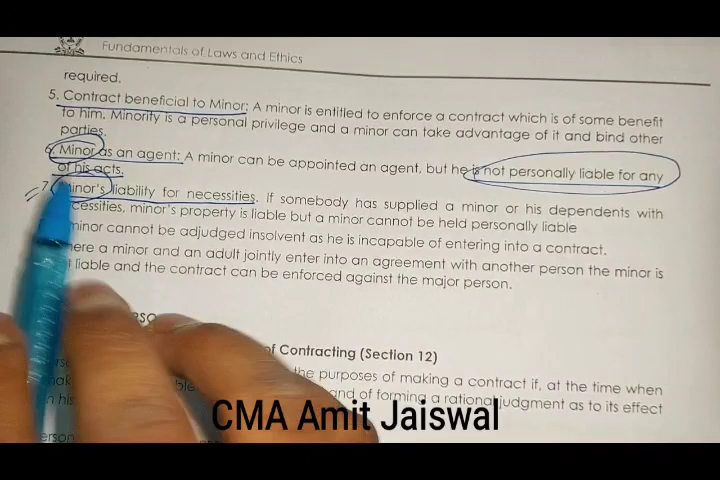 Fundamentals of Laws and Ethics
required.
5. Contract beneficial to Minor: A minor is entitled to enforce a contract which is of some benefit
to him. Minority is a personal privilege and a minor can take advantage of it and bind other
parties.
6. Minor as an agent: A minor can be appointed an agent, but he is not personally liable for any
of his acts.
7. Minor's liability for necessities. If somebody has supplied a minor or his dependents with
necessities, minor's property is liable but a minor cannot be held personally liable
minor cannot be adjudged insolvent as he is incapable of entering into a contract.
here a minor and an adult jointly enter into an agreement with another person the minor is
liable and the contract can be enforced against the major person.
of Contracting (Section 12)
the purposes of making a contract if, at the time when
and of forming a rational judgment as to its effect
CMA Amit Jaiswal